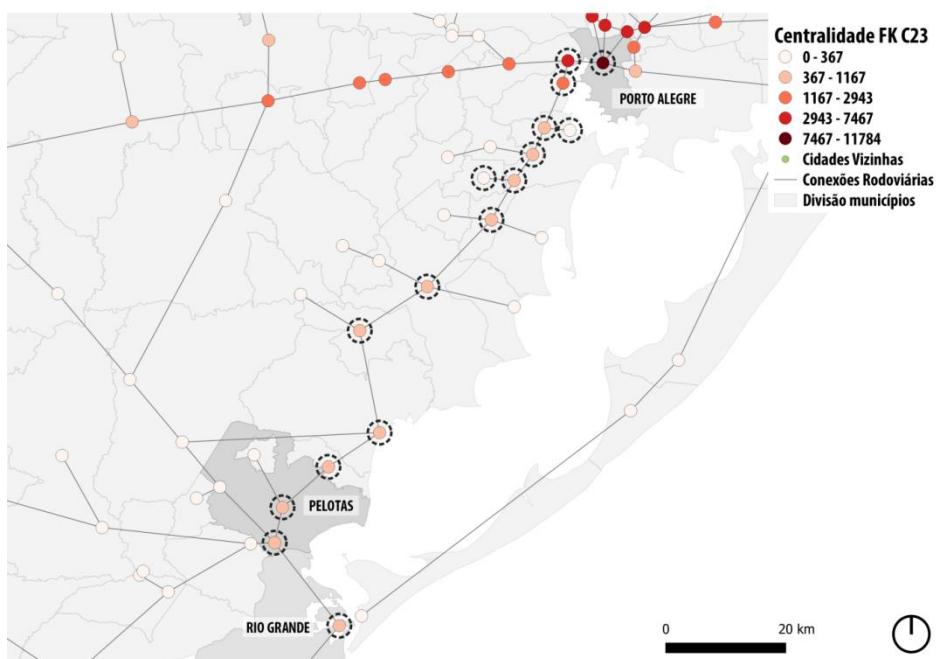 Centralidade FK C23
0 - 367
367 - 1167
1167 - 2943
2943 - 7467
7467 - 11784
Cidades Vizinhas
Conexões Rodoviárias
Divisão municípios
PORTO ALEGRE
PELOTAS
RIO GRANDE
0 20 km